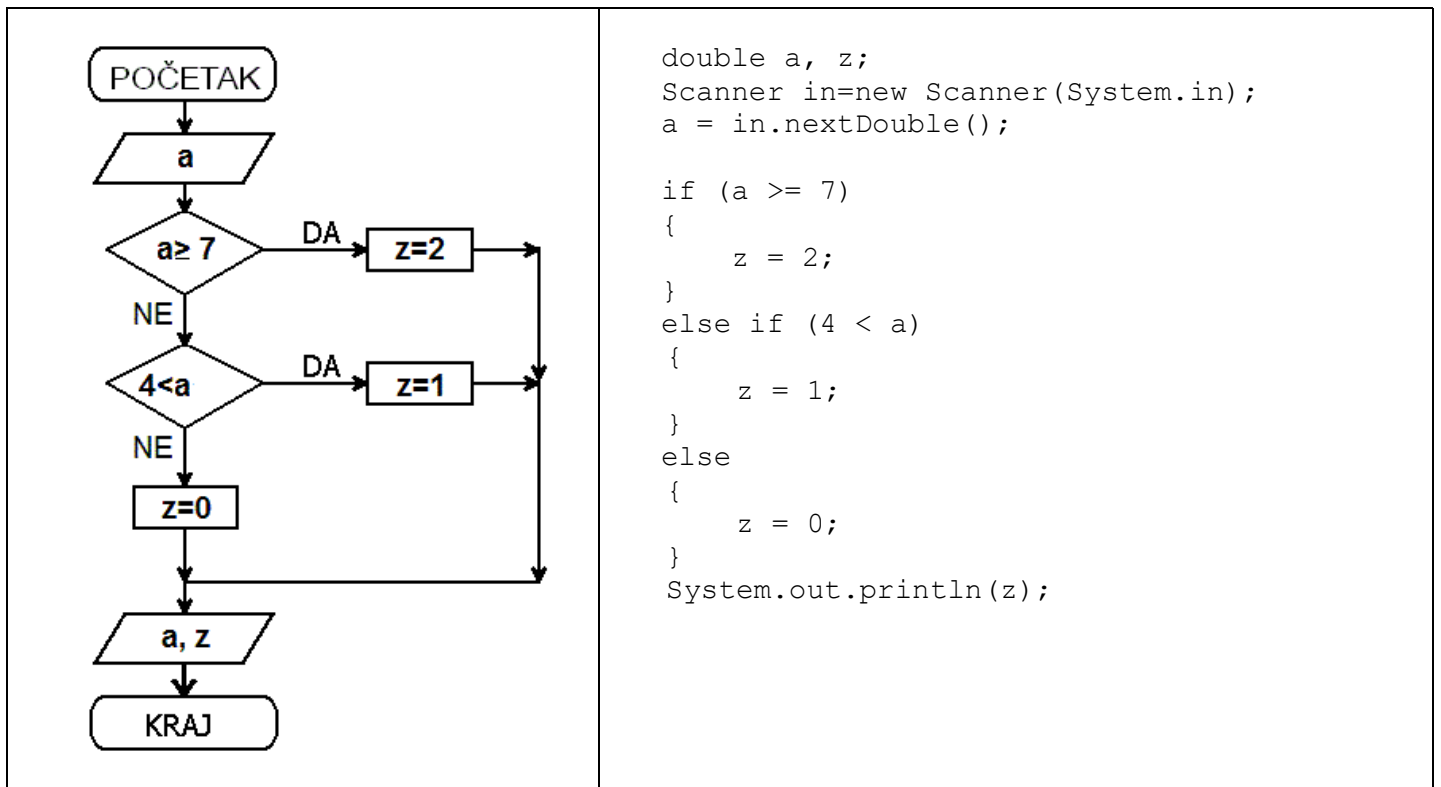 POČETAK
a
a≥ 7
DA
z=2
NE
4<a
DA
z=1
NE
z=0
a, z
KRAJ
double a, z;
Scanner in=new Scanner(System.in);
a = in.nextDouble();
if (a >= 7)
{
z = 2;
}
else if (4 < a)
{
z = 1;
}
else
{
z = 0;
}
System.out.println(z);